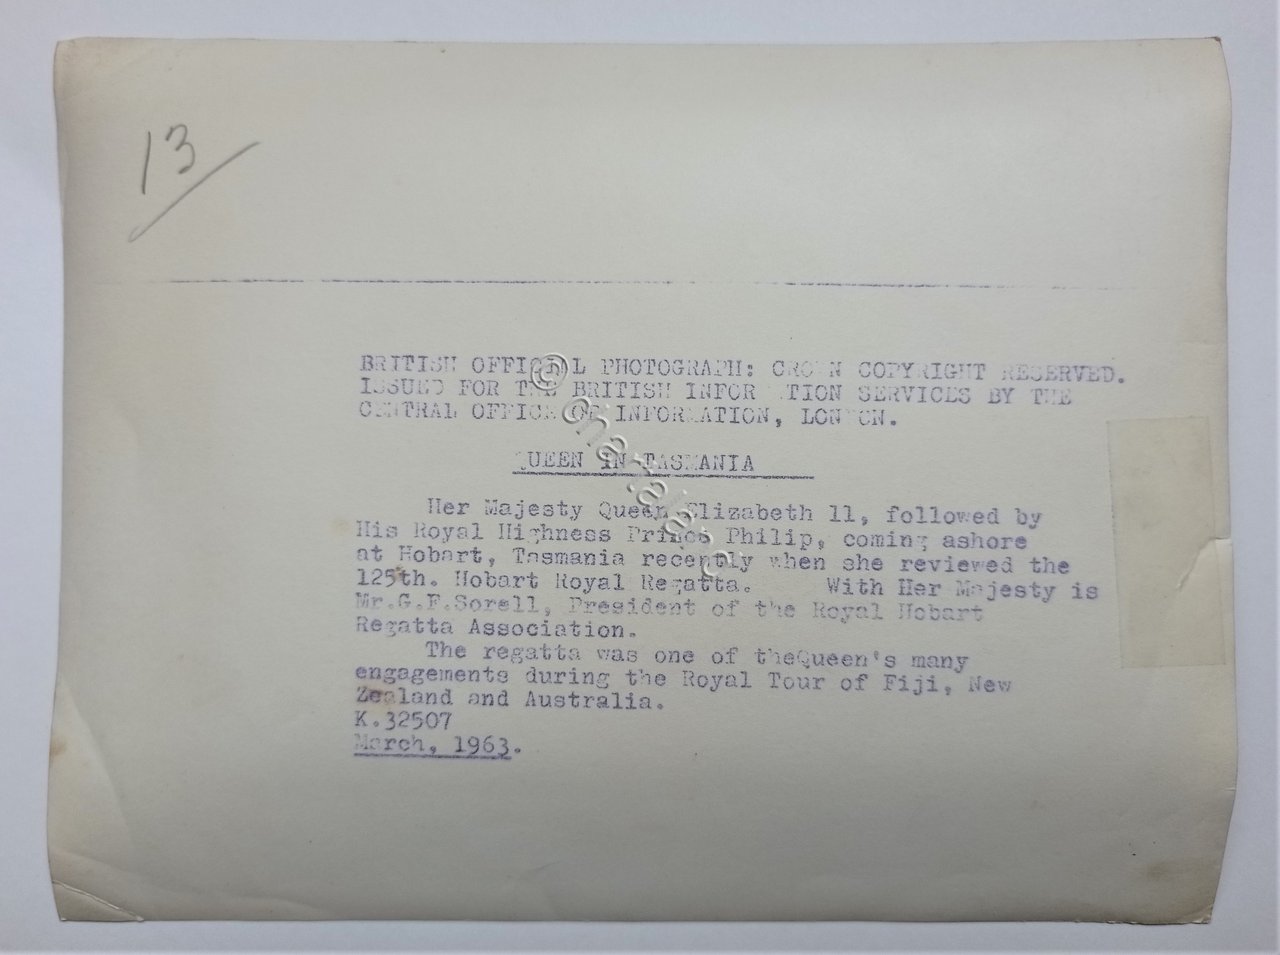 13
BRITISH OFFICIAL PHOTOGRAPH: CROWN COPYRIGHT RESERVED.
ISSUED FOR THE BRITISH INFORMATION SERVICES BY THE
CENTRAL OFFICE OF INFORMATION, LONDON.
QUEEN IN TASMANIA
Her Majesty Queen Elizabeth 11, followed by
His Royal Highness Prince Philip, coming ashore
at Hobart, Tasmania recently when she reviewed the
125th. Hobart Royal Regatta. With Her Majesty is
Mr.G.F.Sorell, President of the Royal Hobart
Regatta Association.
The regatta was one of theQueen's many
engagements during the Royal Tour of Fiji, New
Zealand and Australia.
K.32507
March, 1963.